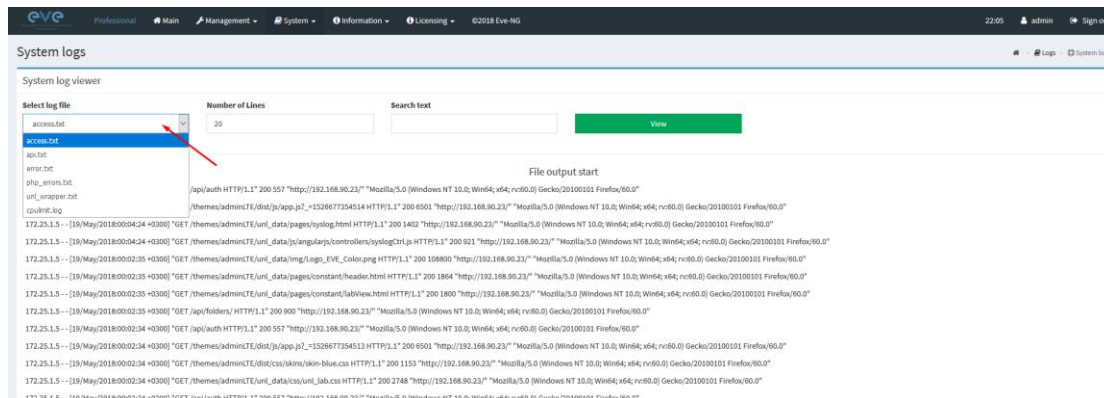 eve Professional Main Management System Information Licensing ©2018 Eve-NG 22:05 admin Sign o
System logs Logs System lo
System log viewer
Select log file Number of Lines Search text
access.txt 20 View
access.txt
api.txt
error.txt File output start
php_errors.txt
/api/auth HTTP/1.1" 200 557 "http://192.168.90.23/" "Mozilla/5.0 (Windows NT 10.0; Win64; x64; rv:60.0) Gecko/20100101 Firefox/60.0"
unl_wrapper.txt
cpulimit.log /themes/adminLTE/dist/js/app.js?_=1526677354514 HTTP/1.1" 200 6501 "http://192.168.90.23/" "Mozilla/5.0 (Windows NT 10.0; Win64; x64; rv:60.0) Gecko/20100101 Firefox/60.0"
172.25.1.5 - - [19/May/2018:00:04:24 +0300] "GET /themes/adminLTE/unl_data/pages/syslog.html HTTP/1.1" 200 1402 "http://192.168.90.23/" "Mozilla/5.0 (Windows NT 10.0; Win64; x64; rv:60.0) Gecko/20100101 Firefox/60.0"
172.25.1.5 - - [19/May/2018:00:04:24 +0300] "GET /themes/adminLTE/unl_data/js/angularjs/controllers/syslogCtrl.js HTTP/1.1" 200 921 "http://192.168.90.23/" "Mozilla/5.0 (Windows NT 10.0; Win64; x64; rv:60.0) Gecko/20100101 Firefox/60.0"
172.25.1.5 - - [19/May/2018:00:02:35 +0300] "GET /themes/adminLTE/unl_data/img/Logo_EVE_Color.png HTTP/1.1" 200 108800 "http://192.168.90.23/" "Mozilla/5.0 (Windows NT 10.0; Win64; x64; rv:60.0) Gecko/20100101 Firefox/60.0"
172.25.1.5 - - [19/May/2018:00:02:35 +0300] "GET /themes/adminLTE/unl_data/pages/constant/header.html HTTP/1.1" 200 1864 "http://192.168.90.23/" "Mozilla/5.0 (Windows NT 10.0; Win64; x64; rv:60.0) Gecko/20100101 Firefox/60.0"
172.25.1.5 - - [19/May/2018:00:02:35 +0300] "GET /themes/adminLTE/unl_data/pages/constant/labView.html HTTP/1.1" 200 1800 "http://192.168.90.23/" "Mozilla/5.0 (Windows NT 10.0; Win64; x64; rv:60.0) Gecko/20100101 Firefox/60.0"
172.25.1.5 - - [19/May/2018:00:02:35 +0300] "GET /api/folders/ HTTP/1.1" 200 900 "http://192.168.90.23/" "Mozilla/5.0 (Windows NT 10.0; Win64; x64; rv:60.0) Gecko/20100101 Firefox/60.0"
172.25.1.5 - - [19/May/2018:00:02:34 +0300] "GET /api/auth HTTP/1.1" 200 557 "http://192.168.90.23/" "Mozilla/5.0 (Windows NT 10.0; Win64; x64; rv:60.0) Gecko/20100101 Firefox/60.0"
172.25.1.5 - - [19/May/2018:00:02:34 +0300] "GET /themes/adminLTE/dist/js/app.js?_=1526677354513 HTTP/1.1" 200 6501 "http://192.168.90.23/" "Mozilla/5.0 (Windows NT 10.0; Win64; x64; rv:60.0) Gecko/20100101 Firefox/60.0"
172.25.1.5 - - [19/May/2018:00:02:34 +0300] "GET /themes/adminLTE/dist/css/skins/skin-blue.css HTTP/1.1" 200 1153 "http://192.168.90.23/" "Mozilla/5.0 (Windows NT 10.0; Win64; x64; rv:60.0) Gecko/20100101 Firefox/60.0"
172.25.1.5 - - [19/May/2018:00:02:34 +0300] "GET /themes/adminLTE/unl_data/css/unl_lab.css HTTP/1.1" 200 2748 "http://192.168.90.23/" "Mozilla/5.0 (Windows NT 10.0; Win64; x64; rv:60.0) Gecko/20100101 Firefox/60.0"